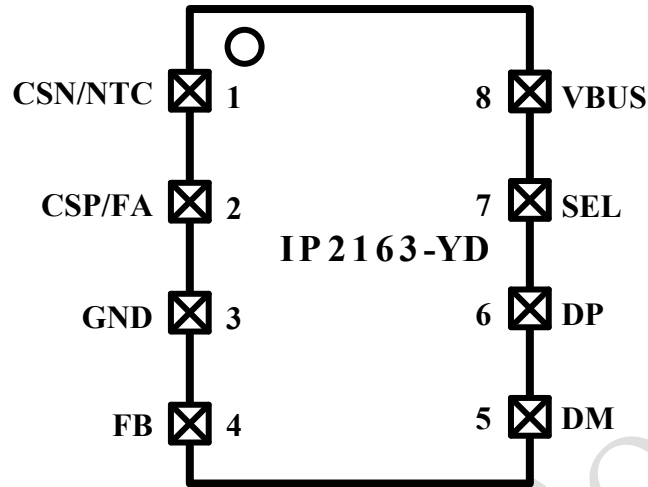 CSN/NTC 1 8 VBUS
CSP/FA 2 7 SEL
IP2163-YD
GND 3 6 DP
FB 4 5 DM